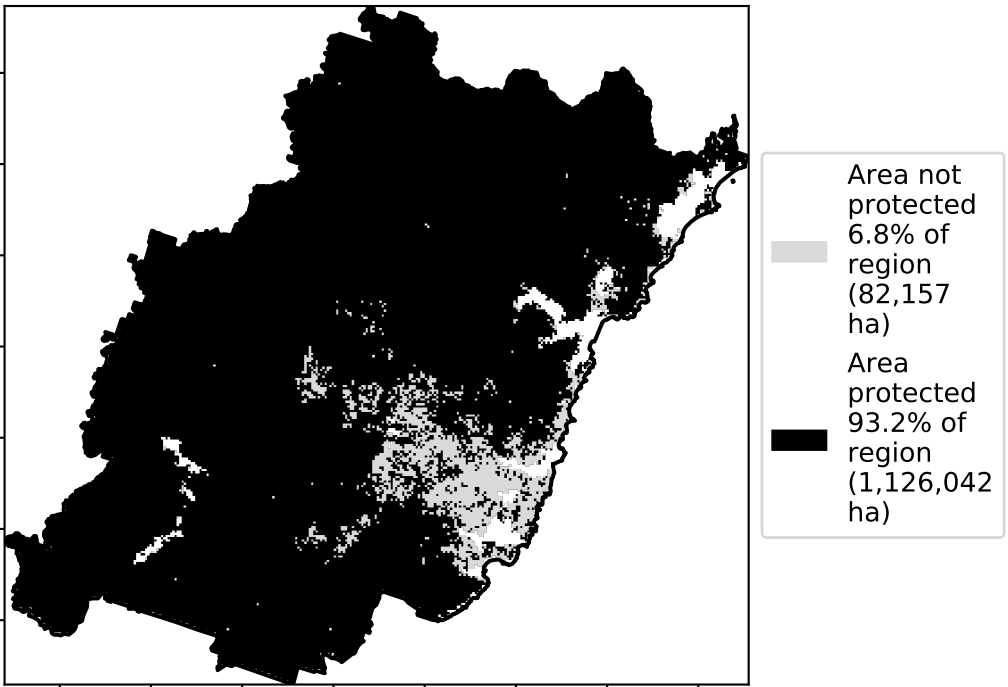 Area not
protected
6.8% of
region
(82,157
ha)
Area
protected
93.2% of
region
(1,126,042
ha)